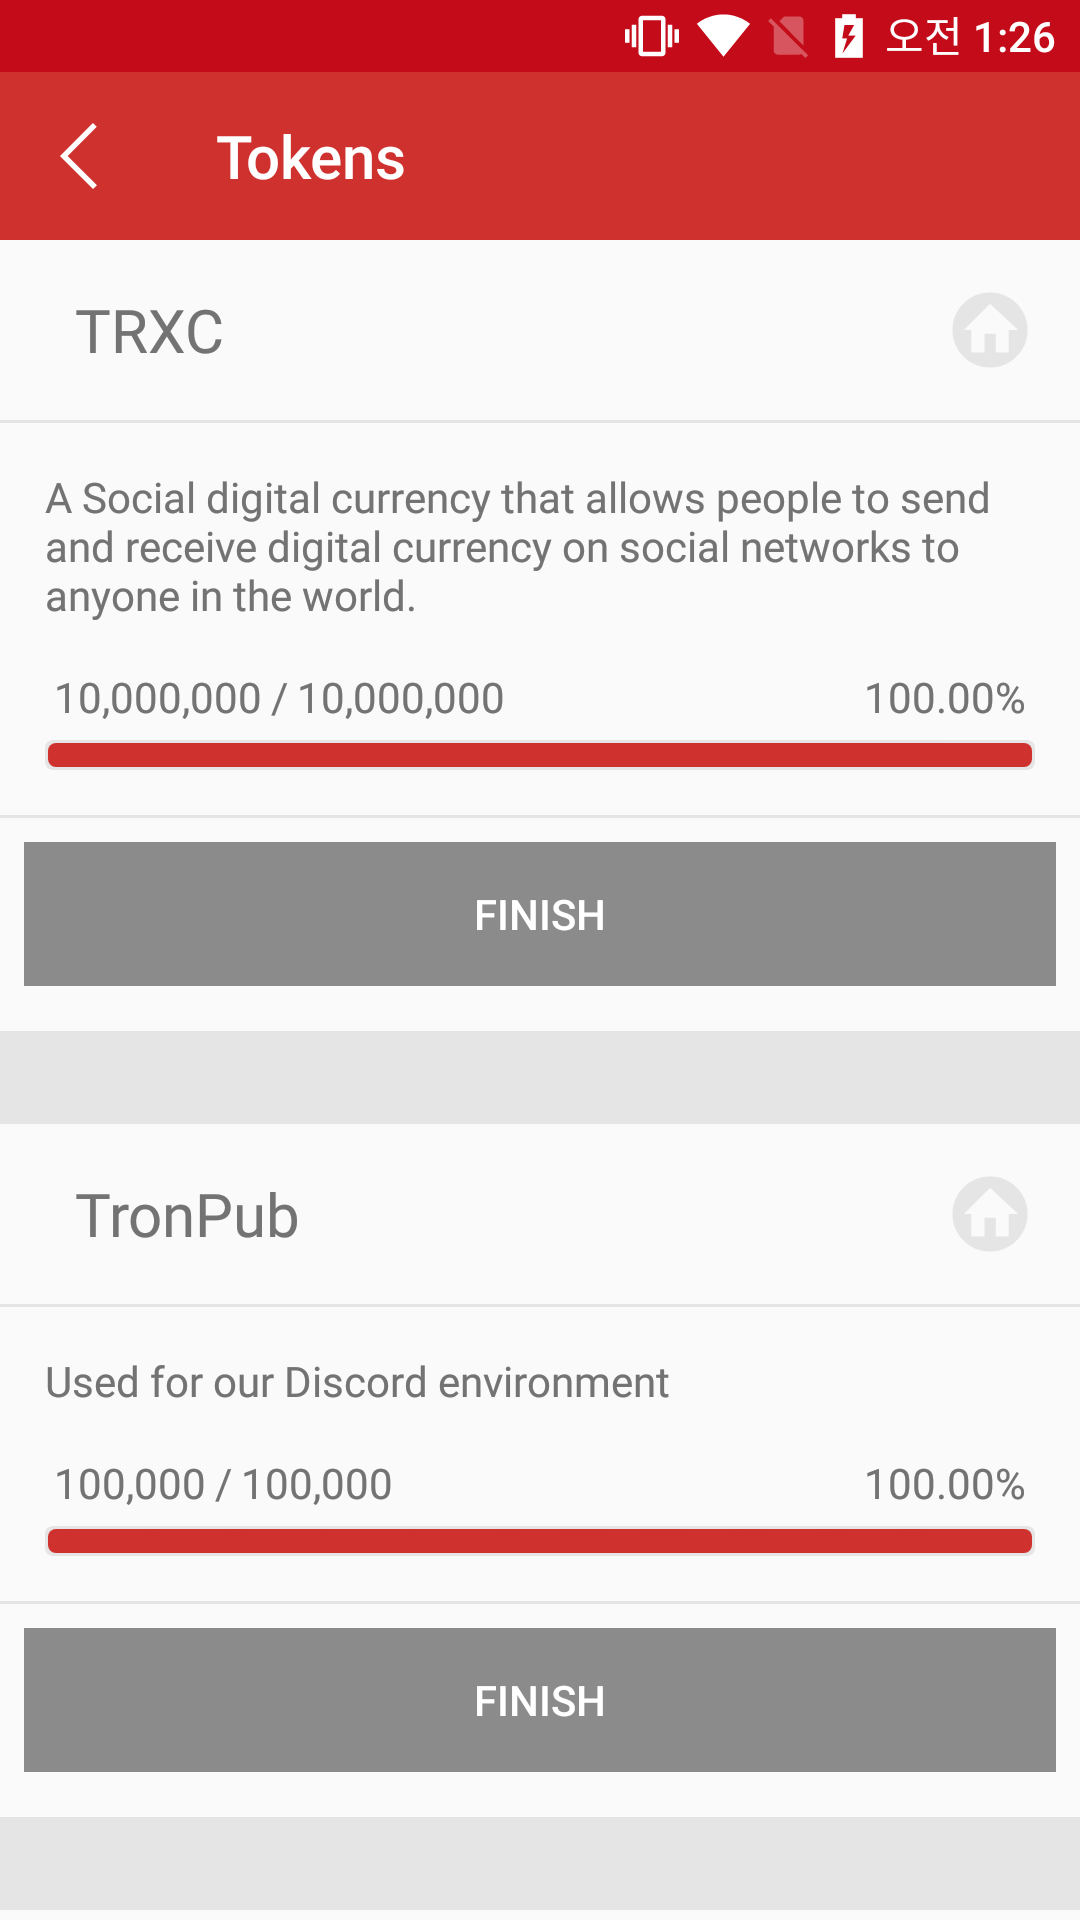 오전 1:26
Tokens
TRXC
A Social digital currency that allows people to send
and receive digital currency on social networks to
anyone in the world.
10,000,000 / 10,000,000 100.00%
FINISH
TronPub
Used for our Discord environment
100,000 / 100,000 100.00%
FINISH